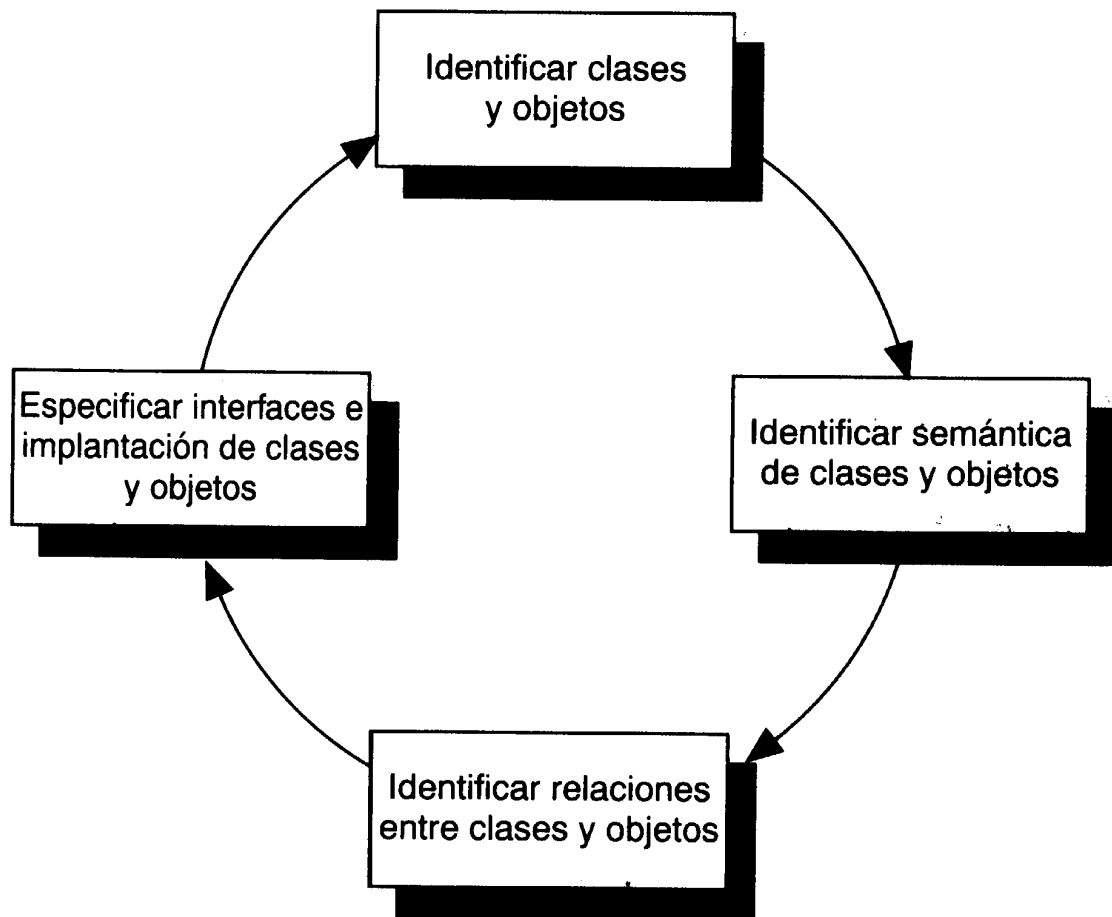 Identificar clases
y objetos
Especificar interfaces e
implantación de clases
y objetos
Identificar semántica
de clases y objetos
Identificar relaciones
entre clases y objetos